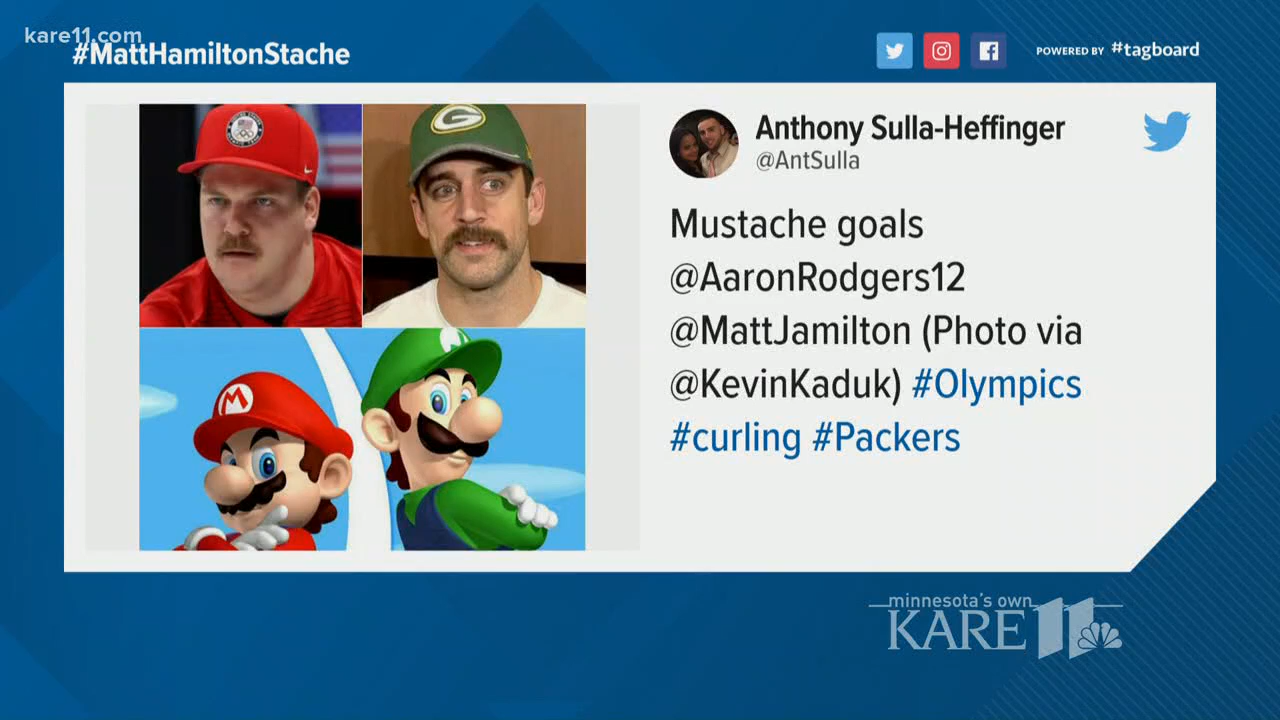 kare11.com
#MattHamiltonStache
POWERED BY #tagboard
G
M
Anthony Sulla-Heffinger
@AntSulla
Mustache goals
@AaronRodgers12
@MattJamilton (Photo via
@KevinKaduk) #Olympics
#curling #Packers
minnesota's own
KARE 11